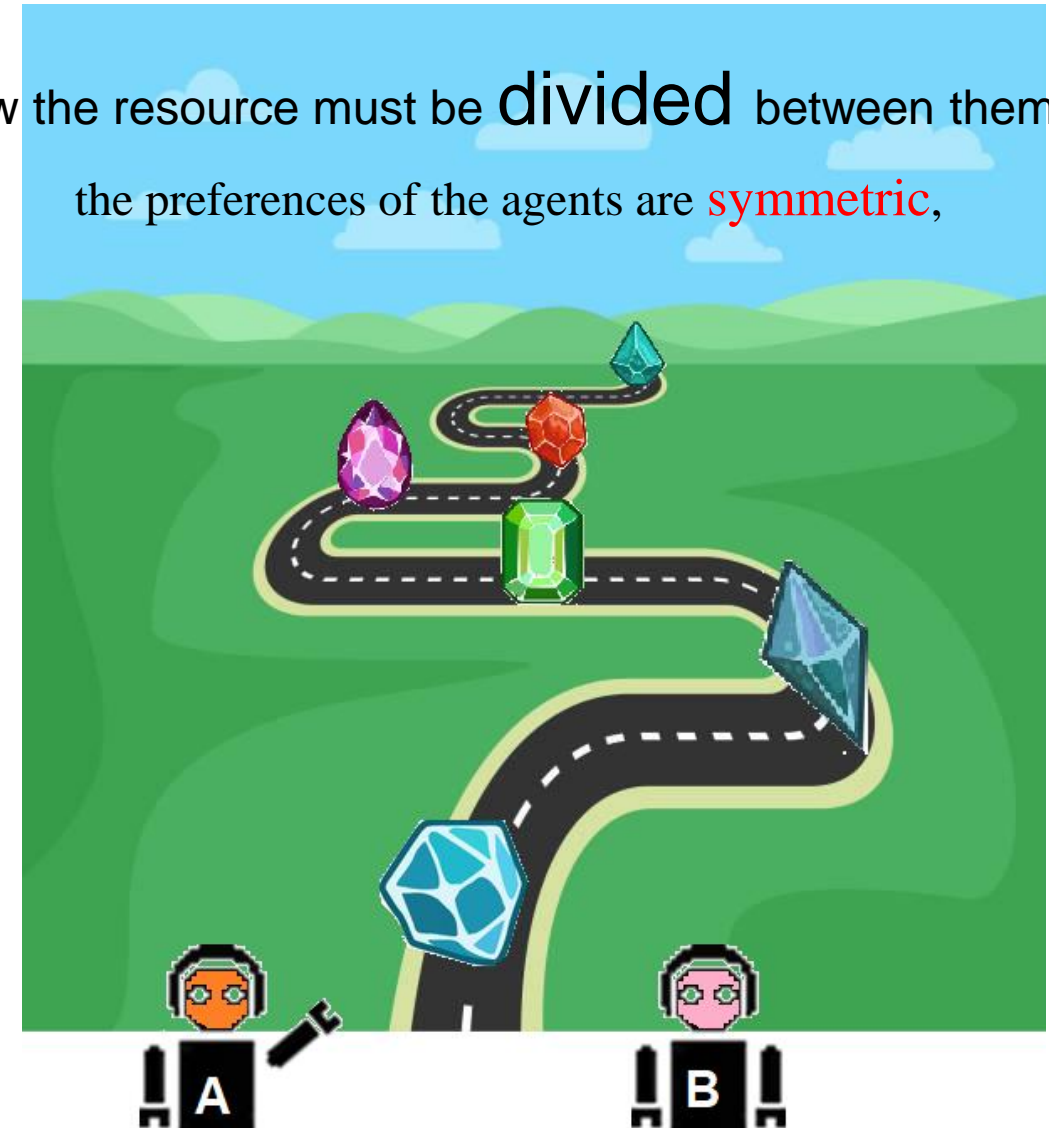 w the resource must be divided between them
the preferences of the agents are symmetric,
A B